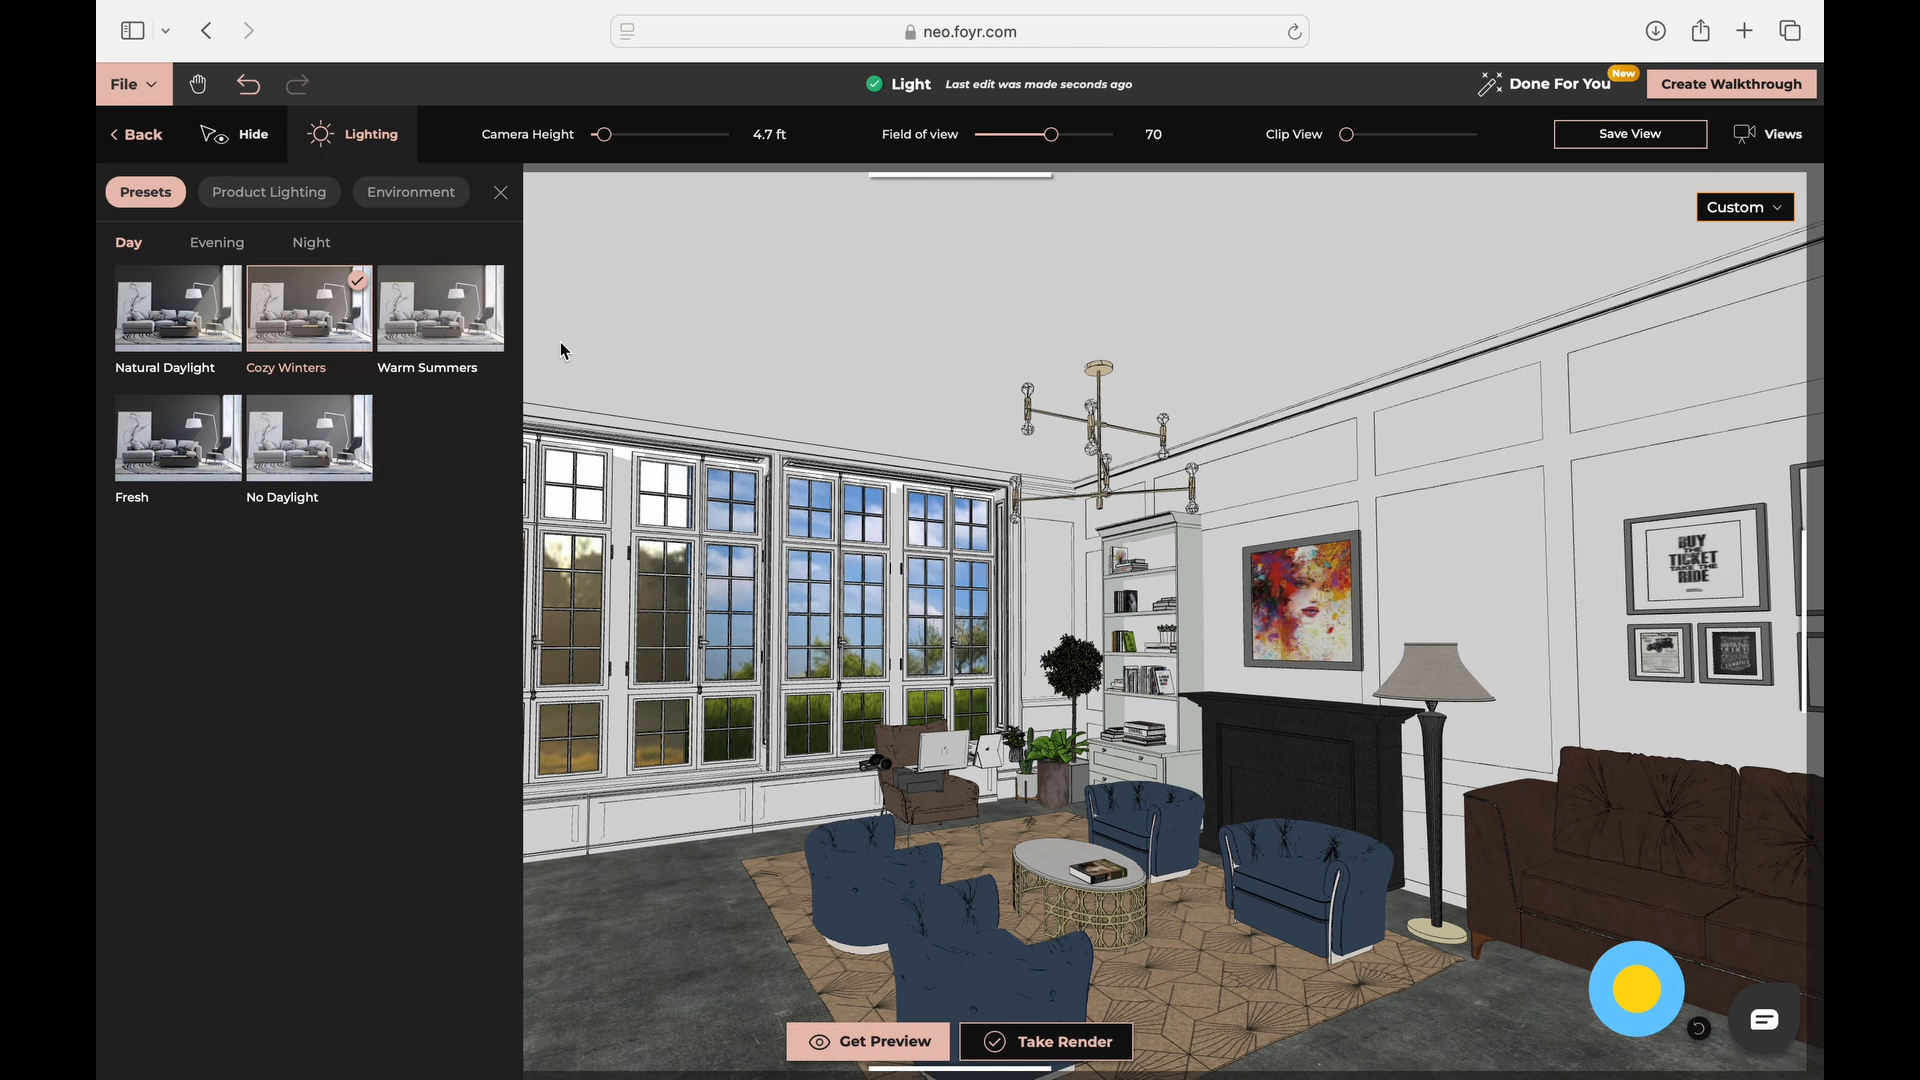 neo.foyr.com
File
Light Last edit was made seconds ago
Done For You New
Create Walkthrough
Back
Hide
Lighting
Camera Height 4.7 ft
Field of view 70
Clip View
Save View
Views
Presets Product Lighting Environment
Custom
Day Evening Night
Natural Daylight Cozy Winters Warm Summers
Fresh No Daylight
BUY
THE
TICKET
TAKE THE
RIDE
Get Preview
Take Render